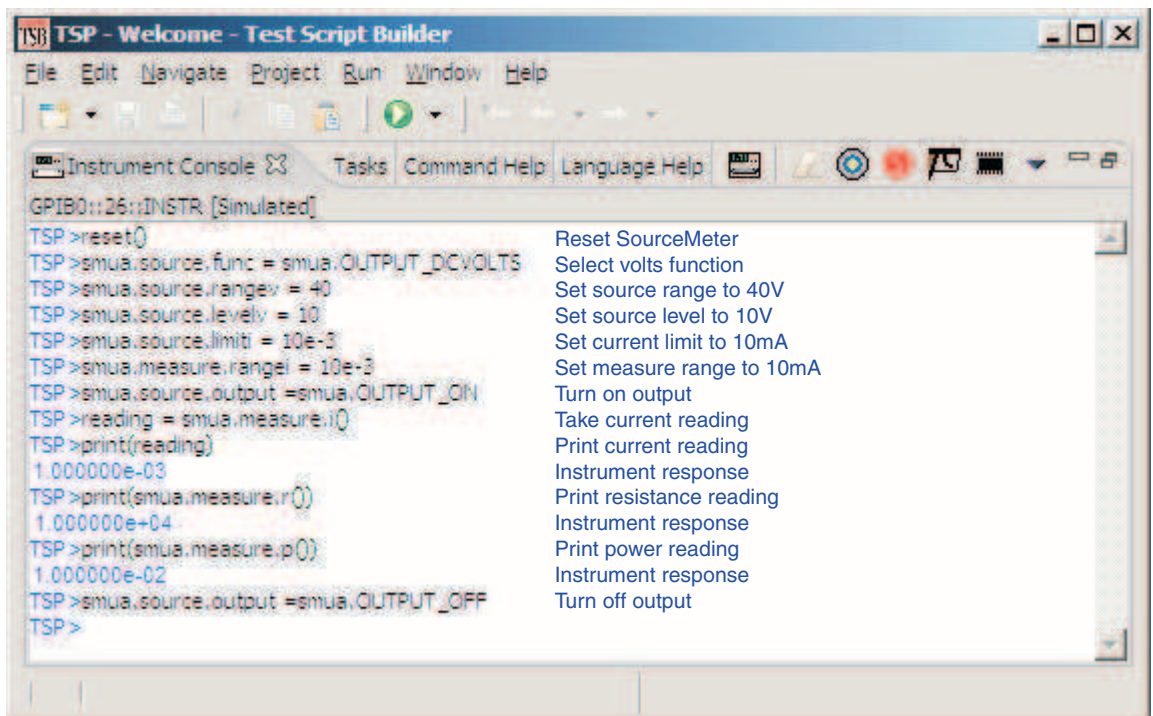 TSB TSP - Welcome - Test Script Builder
File Edit Navigate Project Run Window Help
Instrument Console Tasks Command Help Language Help
GPIB0::26::INSTR [Simulated]
TSP>reset() Reset SourceMeter
TSP>smua.source.func = smua.OUTPUT_DCVOLTS Select volts function
TSP>smua.source.rangev = 40 Set source range to 40V
TSP>smua.source.levelv = 10 Set source level to 10V
TSP>smua.source.limiti = 10e-3 Set current limit to 10mA
TSP>smua.measure.rangei = 10e-3 Set measure range to 10mA
TSP>smua.source.output =smua.OUTPUT_ON Turn on output
TSP>reading = smua.measure.i() Take current reading
TSP>print(reading) Print current reading
1.000000e-03 Instrument response
TSP>print(smua.measure.r()) Print resistance reading
1.000000e+04 Instrument response
TSP>print(smua.measure.p()) Print power reading
1.000000e-02 Instrument response
TSP>smua.source.output =smua.OUTPUT_OFF Turn off output
TSP>